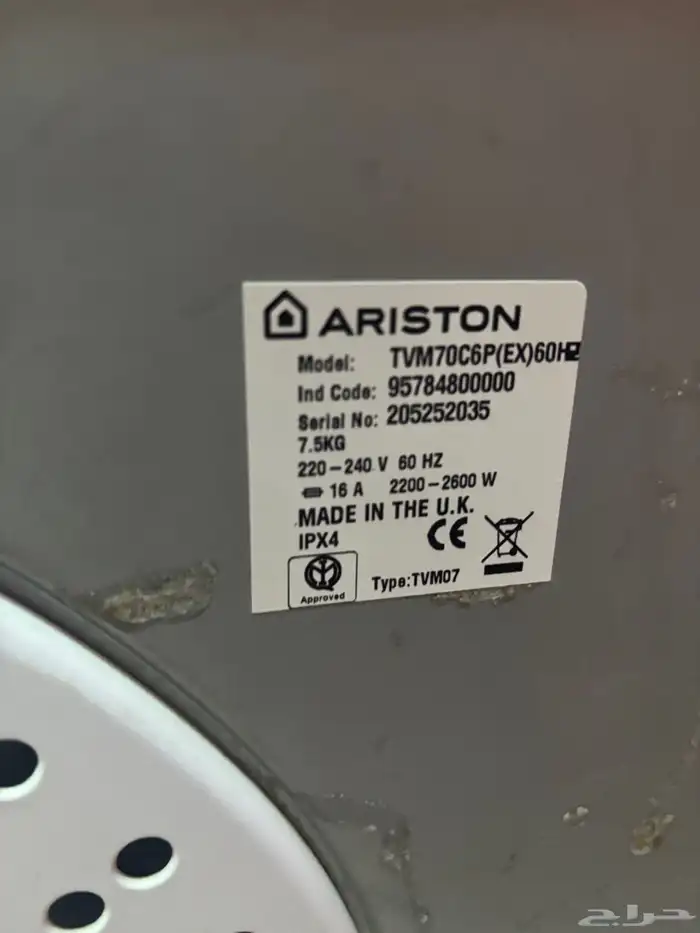 ARISTON
Model: TVM70C6P(EX)60HZ
Ind Code: 95784800000
Serial No: 205252035
7.5KG
220-240 V 60 HZ
16 A 2200-2600 W
MADE IN THE U.K.
IPX4
CE
Approved
Type:TVM07
حراج